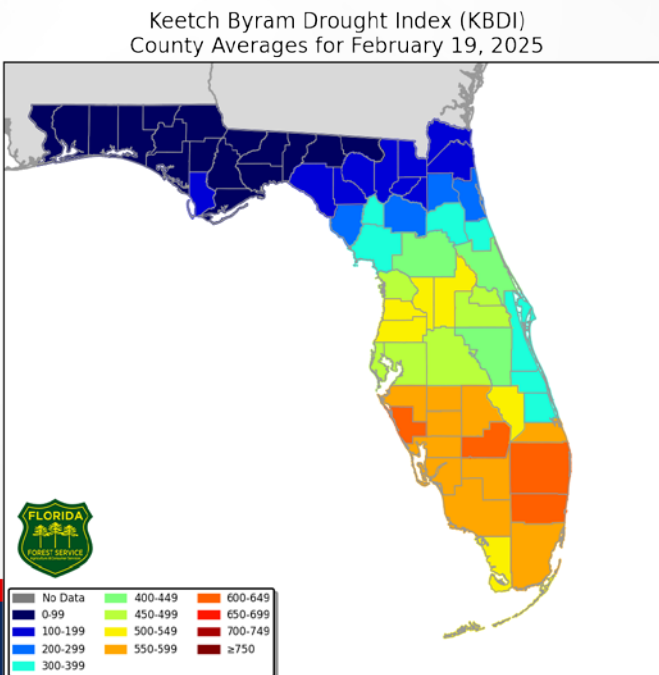 Keetch Byram Drought Index (KBDI)
County Averages for February 19, 2025
FLORIDA
FOREST SERVICE
No Data
0-99
100-199
200-299
300-399
400-449
450-499
500-549
550-599
600-649
650-699
700-749
≥750